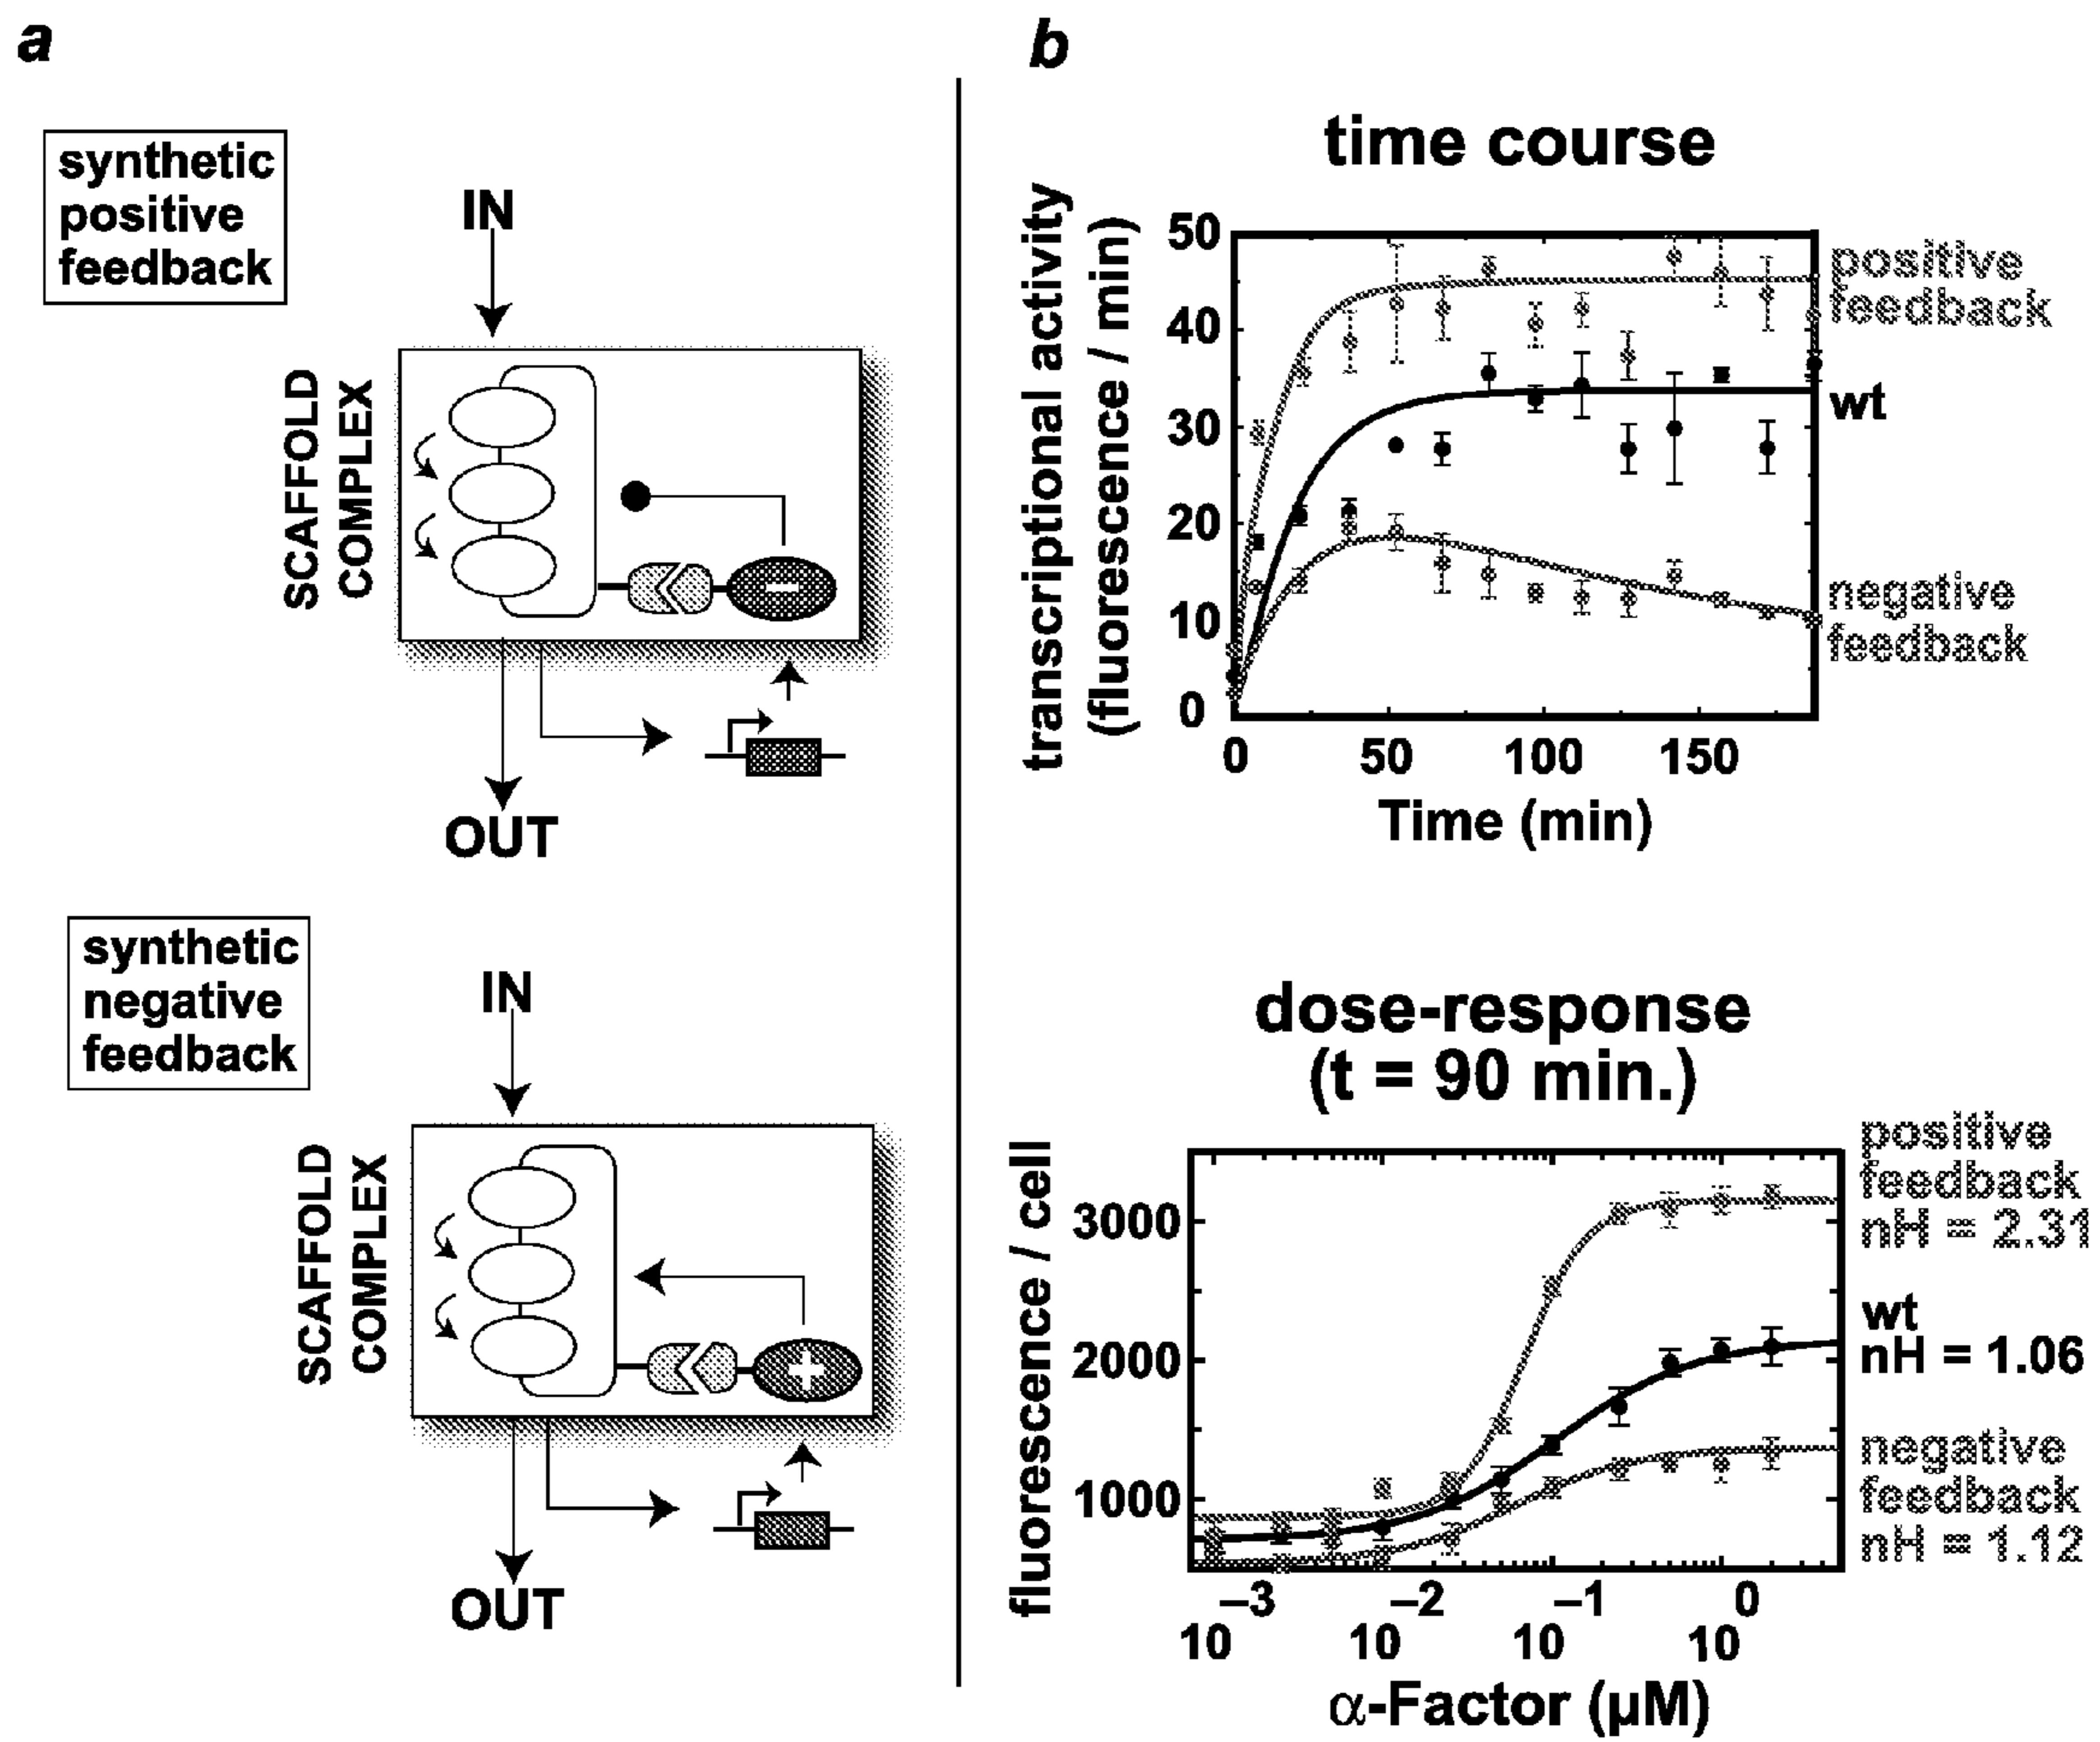 a
synthetic
positive
feedback
IN
SCAFFOLD
COMPLEX
−
OUT
synthetic
negative
feedback
IN
SCAFFOLD
COMPLEX
+
OUT
b
time course
transcriptional activity
(fluorescence / min)
50
40
30
20
10
0
0 50 100 150
Time (min)
positive
feedback
wt
negative
feedback
dose-response
(t = 90 min.)
fluorescence / cell
3000
2000
1000
−3 −2 −1 0
10 10 10 10
α-Factor (µM)
positive
feedback
nH = 2.31
wt
nH = 1.06
negative
feedback
nH = 1.12